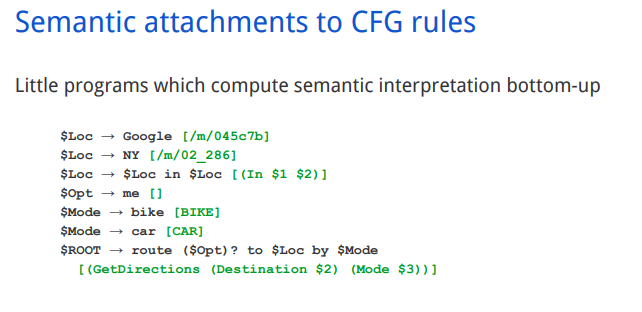 Semantic attachments to CFG rules
Little programs which compute semantic interpretation bottom-up
$Loc → Google [/m/045c7b]
$Loc → NY [/m/02_286]
$Loc → $Loc in $Loc [(In $1 $2)]
$Opt → me []
$Mode → bike [BIKE]
$Mode → car [CAR]
$ROOT → route ($Opt)? to $Loc by $Mode
[(GetDirections (Destination $2) (Mode $3))]